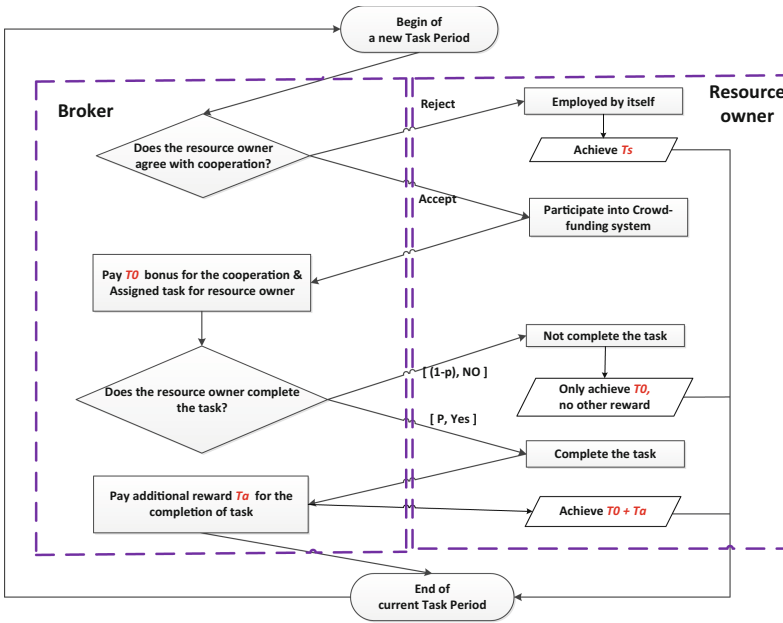 Begin of
a new Task Period
Broker
Resource
owner
Reject
Employed by itself
Does the resource owner
agree with cooperation?
Achieve Ts
Accept
Participate into Crowd-
funding system
Pay T0 bonus for the cooperation &
Assigned task for resource owner
Not complete the task
[ (1-p), NO ]
Does the resource owner complete
the task?
Only achieve T0,
no other reward
[ P, Yes ]
Complete the task
Pay additional reward Ta for the
completion of task
Achieve T0 + Ta
End of
current Task Period